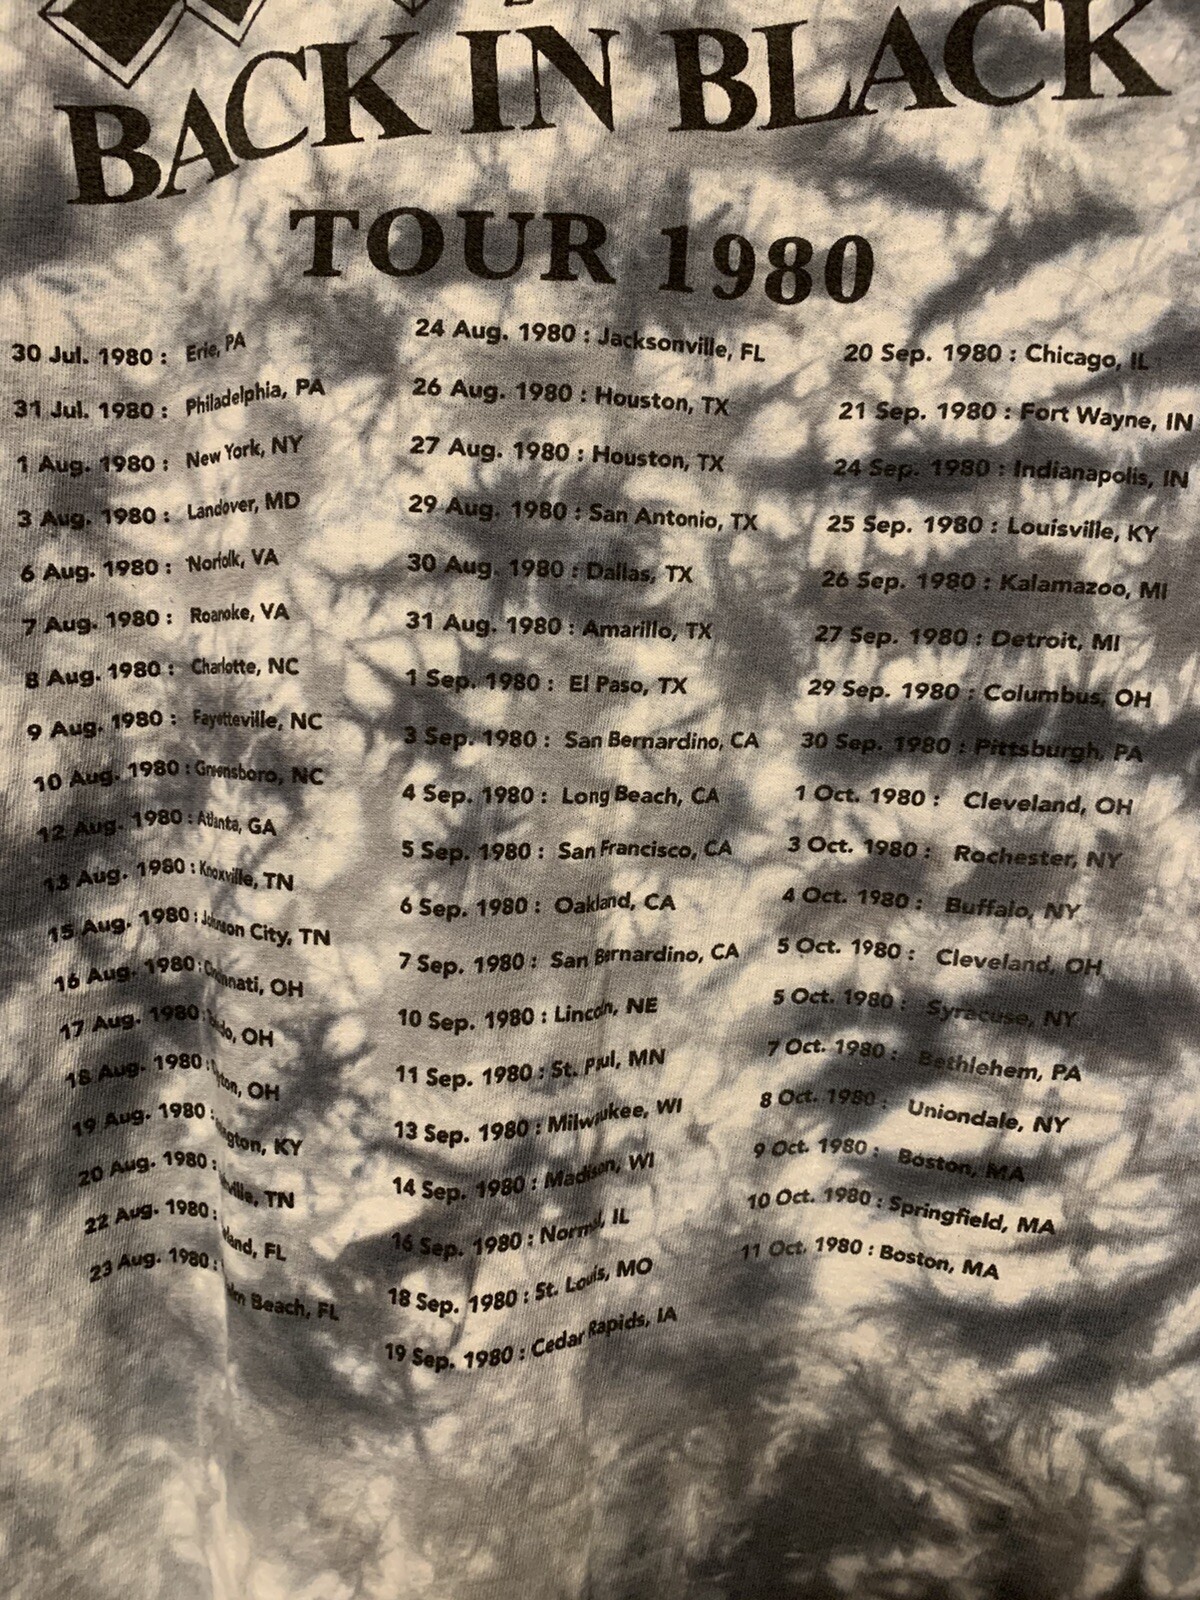 BACK IN BLACK
TOUR 1980
30 Jul. 1980 : Erie, PA
31 Jul. 1980 : Philadelphia, PA
1 Aug. 1980 : New York, NY
3 Aug. 1980 : Landover, MD
6 Aug. 1980 : Norfolk, VA
7 Aug. 1980 : Roanoke, VA
8 Aug. 1980 : Charlotte, NC
9 Aug. 1980 : Fayetteville, NC
10 Aug. 1980 : Greensboro, NC
12 Aug. 1980 : Atlanta, GA
13 Aug. 1980 : Knoxville, TN
15 Aug. 1980 : Johnson City, TN
16 Aug. 1980 : Cincinnati, OH
17 Aug. 1980 : OH
18 Aug. 1980 : OH
19 Aug. 1980 : KY
20 Aug. 1980 : TN
22 Aug. 1980 : FL
23 Aug. 1980 : Beach, FL
24 Aug. 1980 : Jacksonville, FL
26 Aug. 1980 : Houston, TX
27 Aug. 1980 : Houston, TX
29 Aug. 1980 : San Antonio, TX
30 Aug. 1980 : Dallas, TX
31 Aug. 1980 : Amarillo, TX
1 Sep. 1980 : El Paso, TX
3 Sep. 1980 : San Bernardino, CA
4 Sep. 1980 : Long Beach, CA
5 Sep. 1980 : San Francisco, CA
6 Sep. 1980 : Oakland, CA
7 Sep. 1980 : San Bernardino, CA
10 Sep. 1980 : Lincoln, NE
11 Sep. 1980 : St. Paul, MN
13 Sep. 1980 : Milwaukee, WI
14 Sep. 1980 : Madison, WI
16 Sep. 1980 : Normal, IL
18 Sep. 1980 : St. Louis, MO
19 Sep. 1980 : Cedar Rapids, IA
20 Sep. 1980 : Chicago, IL
21 Sep. 1980 : Fort Wayne, IN
24 Sep. 1980 : Indianapolis, IN
25 Sep. 1980 : Louisville, KY
26 Sep. 1980 : Kalamazoo, MI
27 Sep. 1980 : Detroit, MI
29 Sep. 1980 : Columbus, OH
30 Sep. 1980 : Pittsburgh, PA
1 Oct. 1980 : Cleveland, OH
3 Oct. 1980 : Rochester, NY
4 Oct. 1980 : Buffalo, NY
5 Oct. 1980 : Cleveland, OH
5 Oct. 1980 : Syracuse, NY
7 Oct. 1980 : Bethlehem, PA
8 Oct. 1980 : Uniondale, NY
9 Oct. 1980 : Boston, MA
10 Oct. 1980 : Springfield, MA
11 Oct. 1980 : Boston, MA